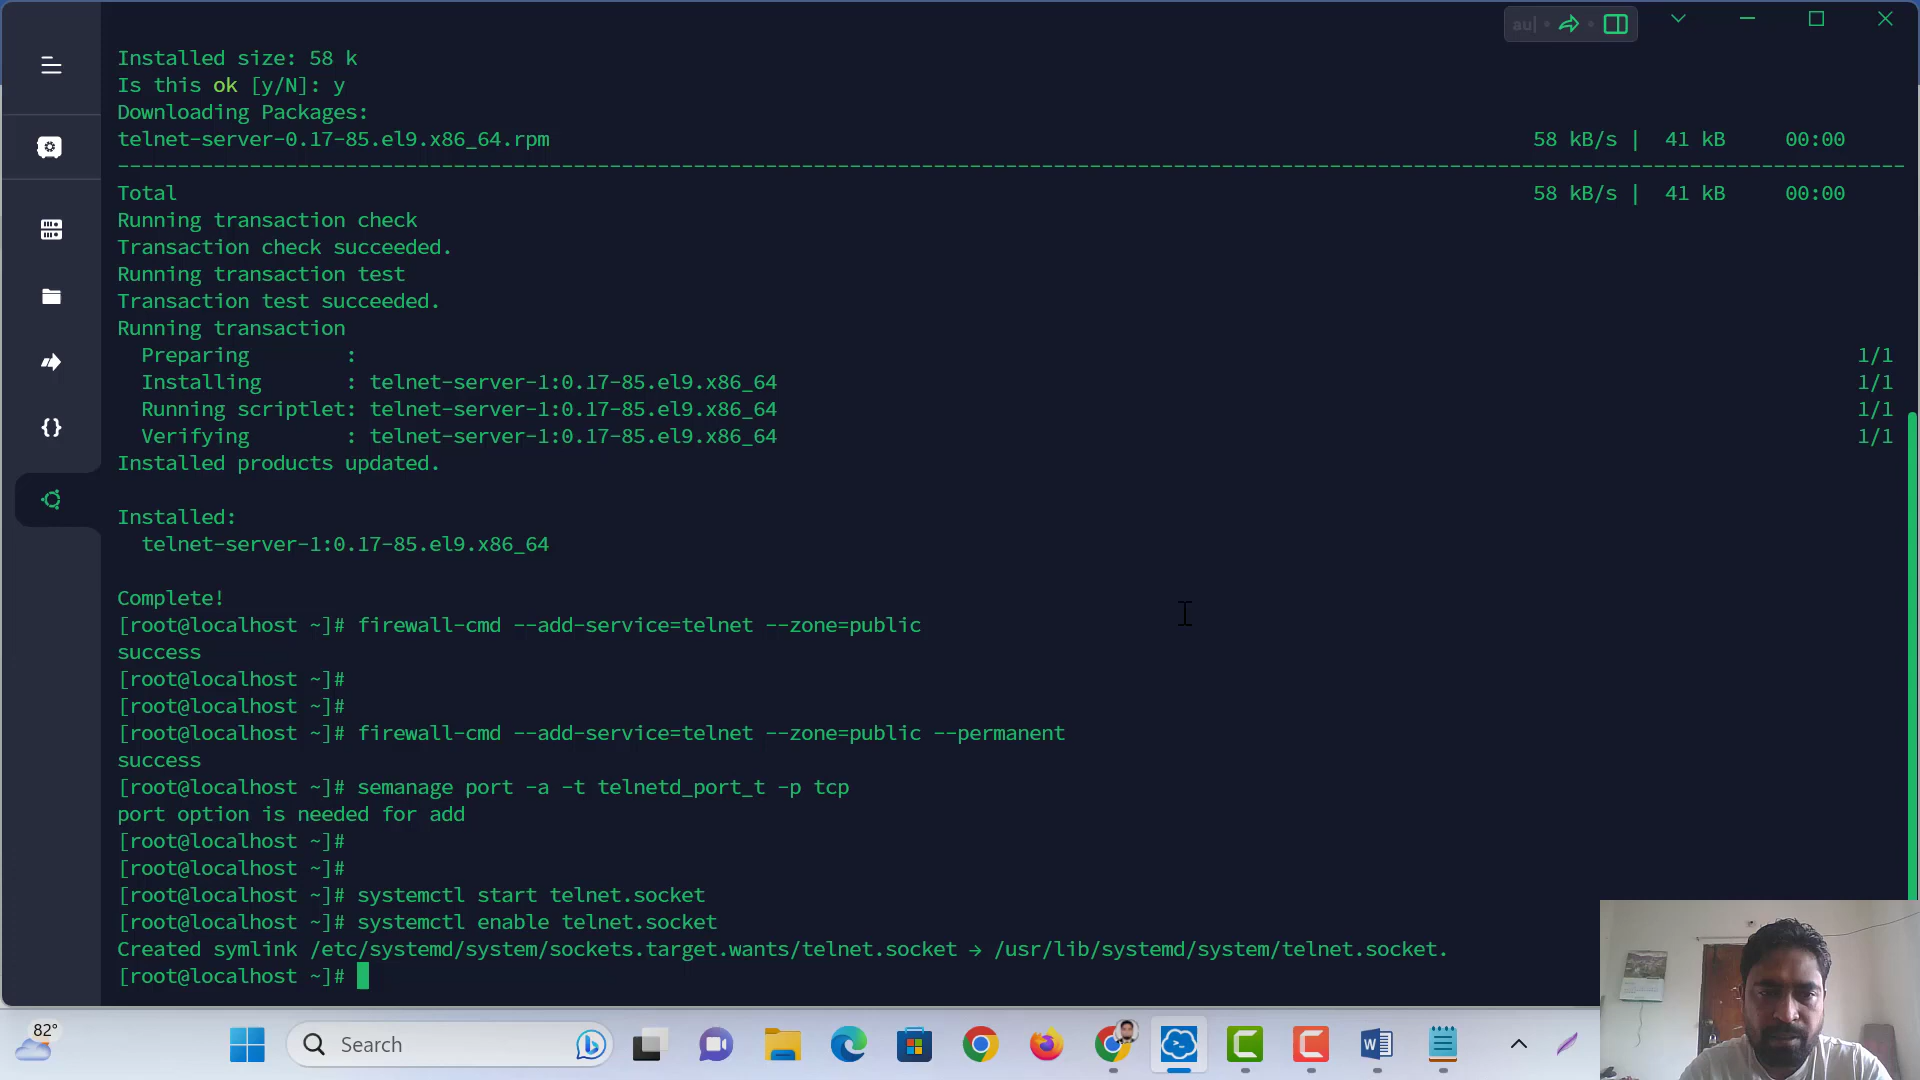 au|
Installed size: 58 k
Is this ok [y/N]: y
Downloading Packages:
telnet-server-0.17-85.el9.x86_64.rpm 58 kB/s | 41 kB 00:00
--------------------------------------------------------------------------------
Total 58 kB/s | 41 kB 00:00
Running transaction check
Transaction check succeeded.
Running transaction test
Transaction test succeeded.
Running transaction
Preparing : 1/1
Installing : telnet-server-1:0.17-85.el9.x86_64 1/1
Running scriptlet: telnet-server-1:0.17-85.el9.x86_64 1/1
Verifying : telnet-server-1:0.17-85.el9.x86_64 1/1
Installed products updated.
Installed:
telnet-server-1:0.17-85.el9.x86_64
Complete!
[root@localhost ~]# firewall-cmd --add-service=telnet --zone=public
success
[root@localhost ~]#
[root@localhost ~]#
[root@localhost ~]# firewall-cmd --add-service=telnet --zone=public --permanent
success
[root@localhost ~]# semanage port -a -t telnetd_port_t -p tcp
port option is needed for add
[root@localhost ~]#
[root@localhost ~]#
[root@localhost ~]# systemctl start telnet.socket
[root@localhost ~]# systemctl enable telnet.socket
Created symlink /etc/systemd/system/sockets.target.wants/telnet.socket → /usr/lib/systemd/system/telnet.socket.
[root@localhost ~]#
82°
Search